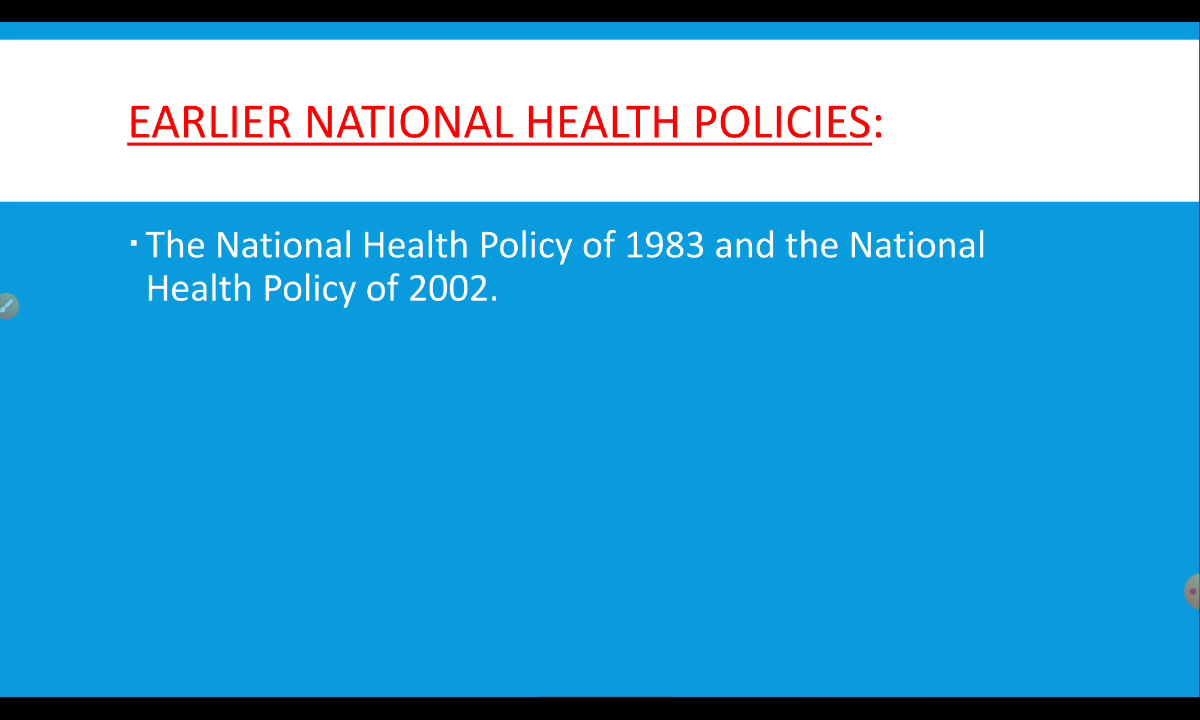 EARLIER NATIONAL HEALTH POLICIES:
▪ The National Health Policy of 1983 and the National
Health Policy of 2002.